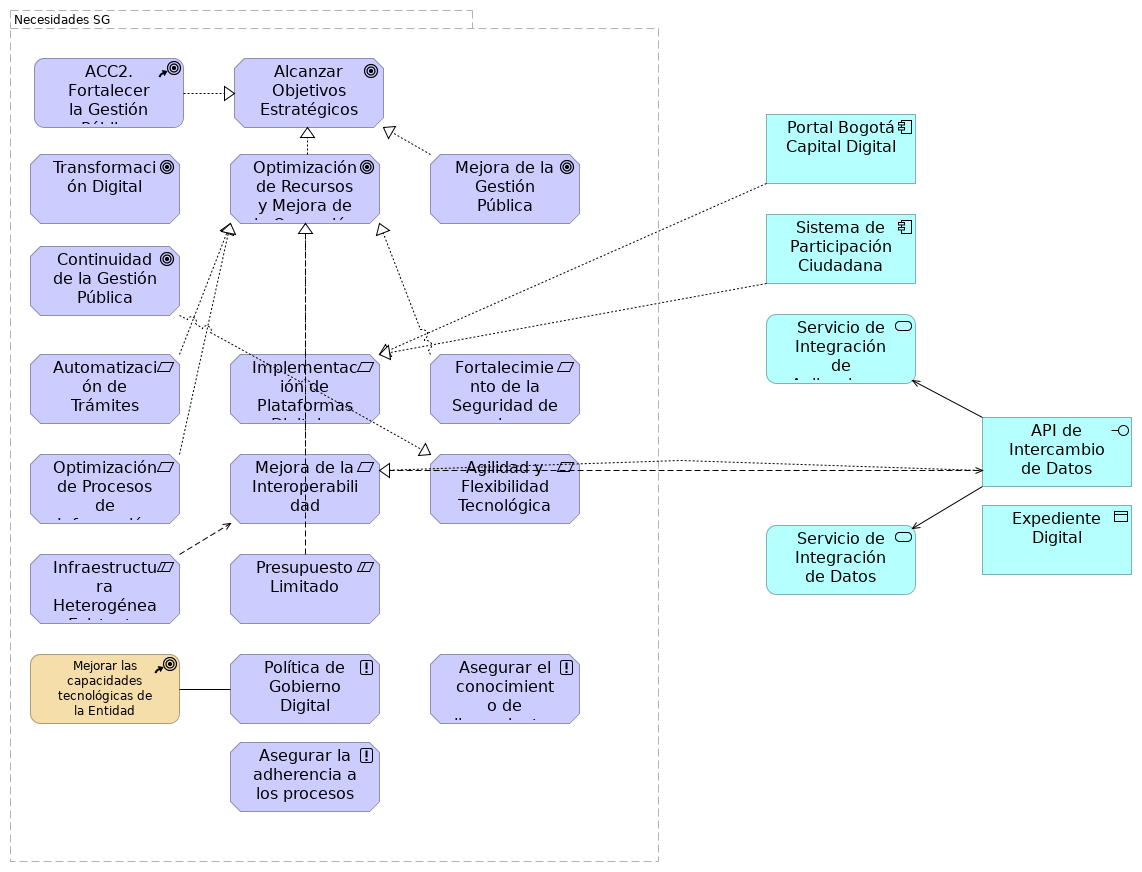 Necesidades SG
ACC2.
Fortalecer
la Gestión
Alcanzar
Objetivos
Estratégicos
Transformaci
ón Digital
Optimización
de Recursos
y Mejora de
Mejora de la
Gestión
Pública
Continuidad
de la Gestión
Pública
Automatizaci
ón de
Trámites
Implementac
ión de
Plataformas
Fortalecimie
nto de la
Seguridad de
Optimización
de Procesos
de
Mejora de la
Interoperabili
dad
Agilidad y
Flexibilidad
Tecnológica
Infraestructu
ra
Heterogénea
Presupuesto
Limitado
Mejorar las
capacidades
tecnológicas de
la Entidad
Política de
Gobierno
Digital
Asegurar el
conocimient
o de
Asegurar la
adherencia a
los procesos
Portal Bogotá
Capital Digital
Sistema de
Participación
Ciudadana
Servicio de
Integración
de
API de
Intercambio
de Datos
Expediente
Digital
Servicio de
Integración
de Datos